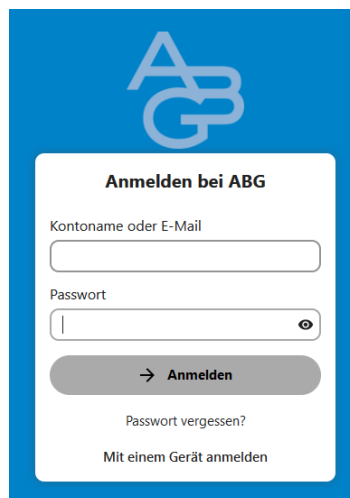 ABG
Anmelden bei ABG
Kontoname oder E-Mail
Passwort
Anmelden
Passwort vergessen?
Mit einem Gerät anmelden